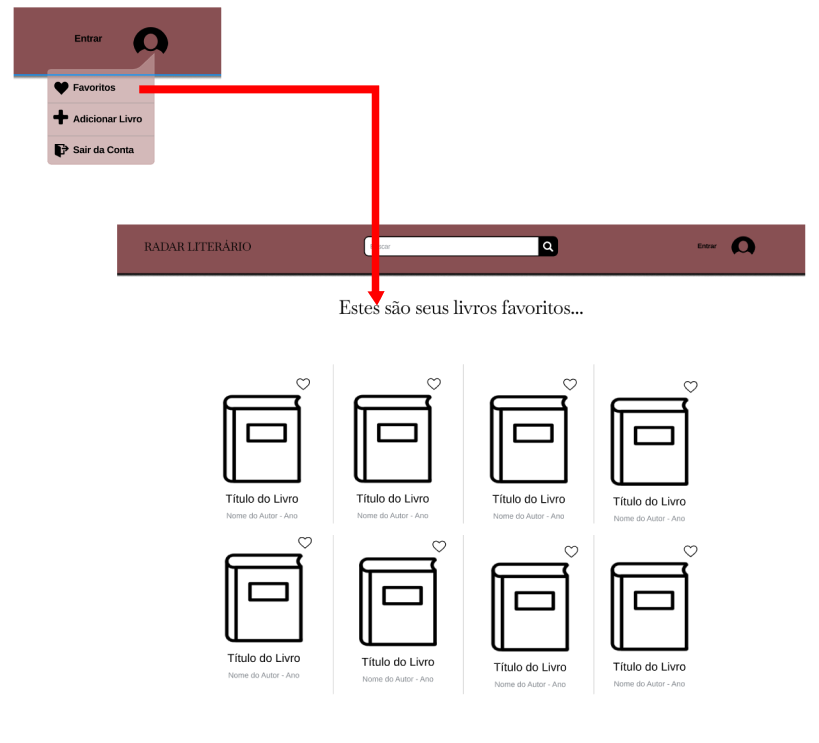 Entrar
Favoritos
Adicionar Livro
Sair da Conta
RADAR LITERÁRIO
Entrar
Estes são seus livros favoritos...
Título do Livro
Nome do Autor - Ano
Título do Livro
Nome do Autor - Ano
Título do Livro
Nome do Autor - Ano
Título do Livro
Nome do Autor - Ano
Título do Livro
Nome do Autor - Ano
Título do Livro
Nome do Autor - Ano
Título do Livro
Nome do Autor - Ano
Título do Livro
Nome do Autor - Ano